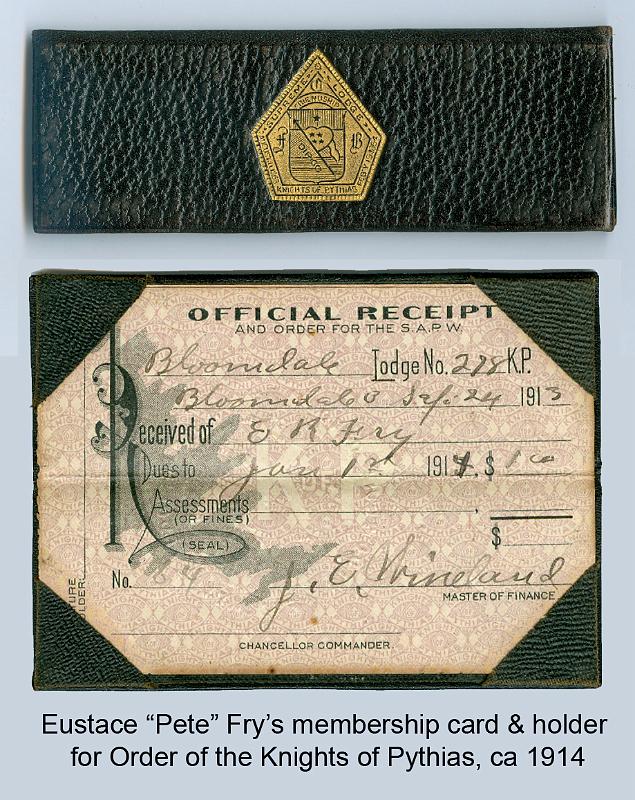 SUPREME LODGE
F B
KNIGHTS OF PYTHIAS
OFFICIAL RECEIPT
AND ORDER FOR THE S.A.P.W.
Bloomdale Lodge No. 278 K.P.
Bloomdale O Sep. 24 1913
Received of E R Fry
Dues to Jan 1st 1914. $ 1.00
Assessments
(OR FINES)
$
(SEAL)
No.
J. E. Wineland
MASTER OF FINANCE
CHANCELLOR COMMANDER.
Eustace “Pete” Fry’s membership card & holder
for Order of the Knights of Pythias, ca 1914